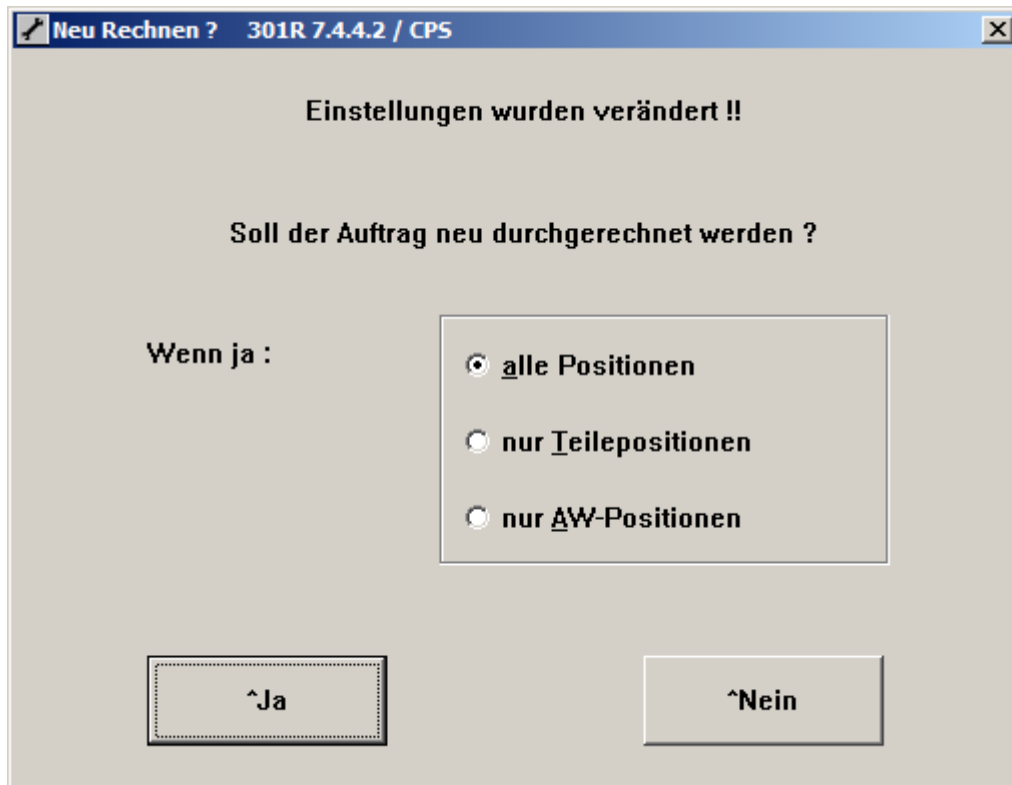 Neu Rechnen ? 301R 7.4.4.2 / CPS
Einstellungen wurden verändert !!
Soll der Auftrag neu durchgerechnet werden ?
Wenn ja :
alle Positionen
nur Teilepositionen
nur AW-Positionen
^Ja
^Nein